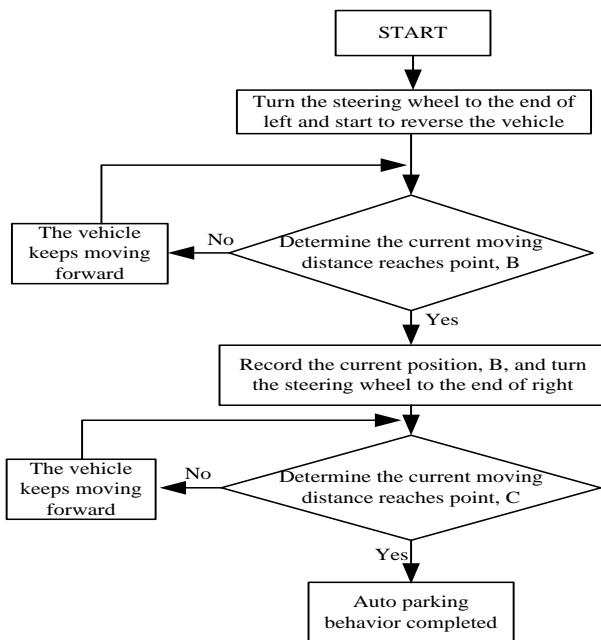 START
Turn the steering wheel to the end of
left and start to reverse the vehicle
The vehicle
keeps moving
forward
No
Determine the current moving
distance reaches point, B
Yes
Record the current position, B, and turn
the steering wheel to the end of right
The vehicle
keeps moving
forward
No
Determine the current moving
distance reaches point, C
Yes
Auto parking
behavior completed